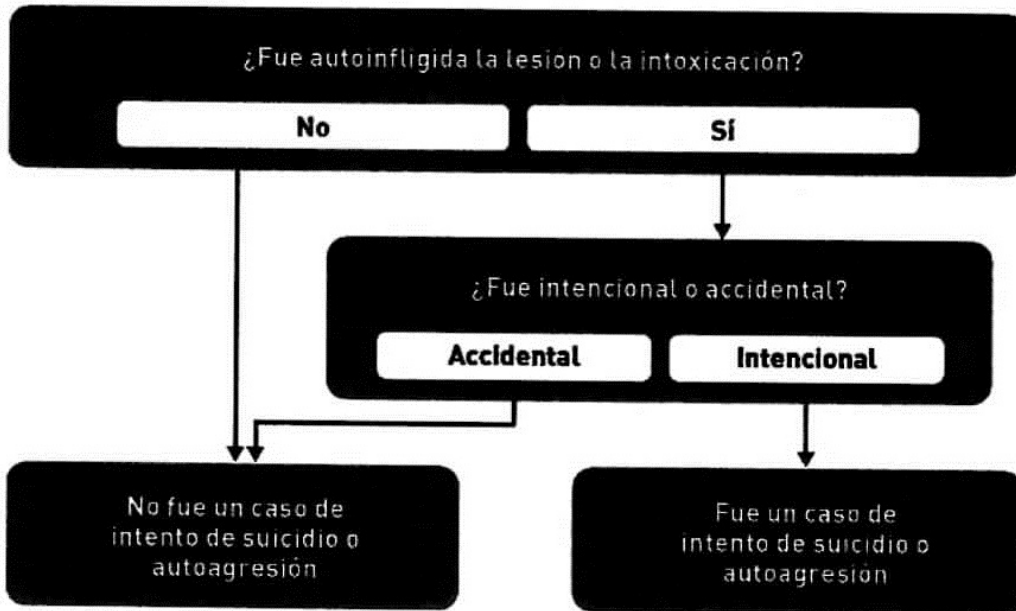 ¿Fue autoinfligida la lesión o la intoxicación?
No
Sí
¿Fue intencional o accidental?
Accidental
Intencional
No fue un caso de
intento de suicidio o
autoagresión
Fue un caso de
intento de suicidio o
autoagresión